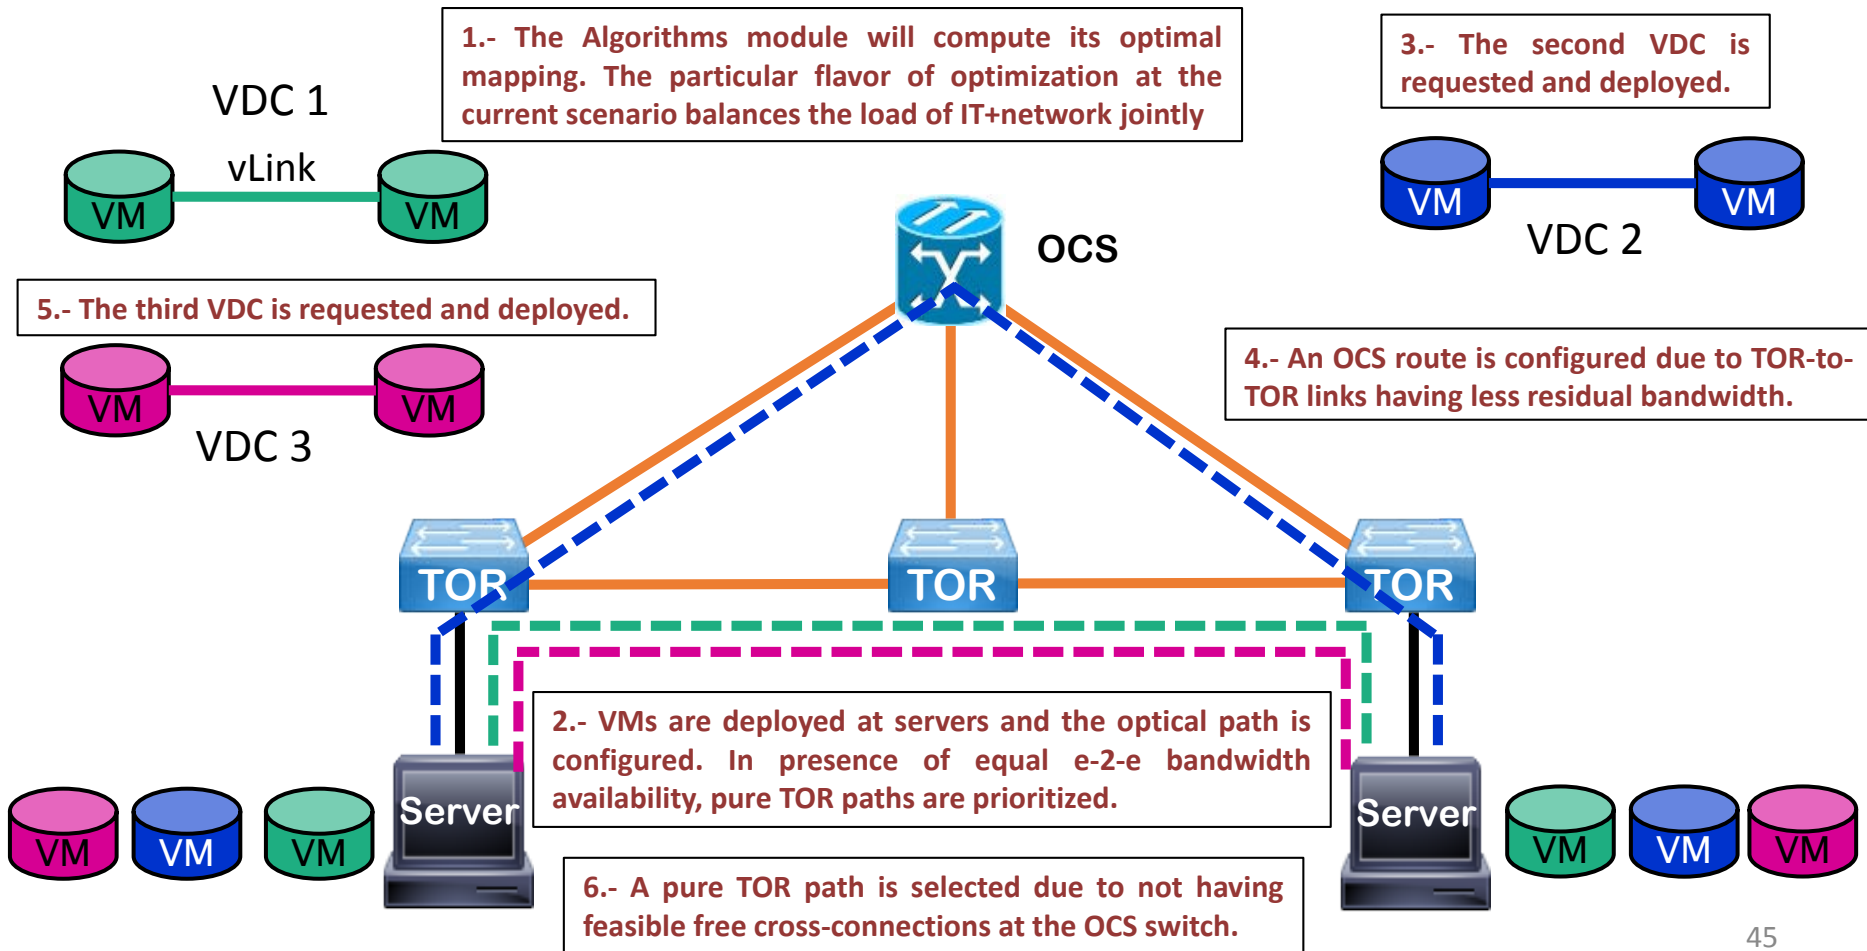 1.- The Algorithms module will compute its optimal
mapping. The particular flavor of optimization at the
current scenario balances the load of IT+network jointly
3.- The second VDC is
requested and deployed.
VDC 1
vLink
VM
VM
VM
VM
VDC 2
OCS
5.- The third VDC is requested and deployed.
VM
VM
VDC 3
4.- An OCS route is configured due to TOR-to-
TOR links having less residual bandwidth.
TOR
TOR
TOR
2.- VMs are deployed at servers and the optical path is
configured. In presence of equal e-2-e bandwidth
availability, pure TOR paths are prioritized.
VM
VM
VM
Server
Server
VM
VM
VM
6.- A pure TOR path is selected due to not having
feasible free cross-connections at the OCS switch.
45